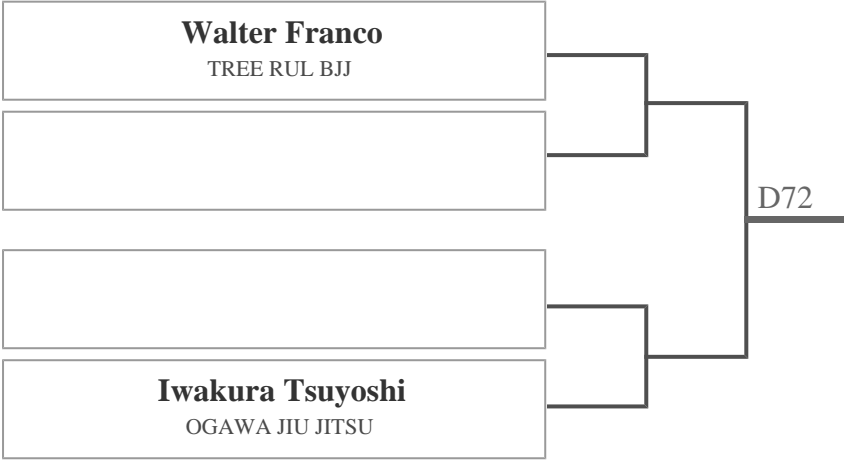 Walter Franco
TREE RUL BJJ
D72
Iwakura Tsuyoshi
OGAWA JIU JITSU